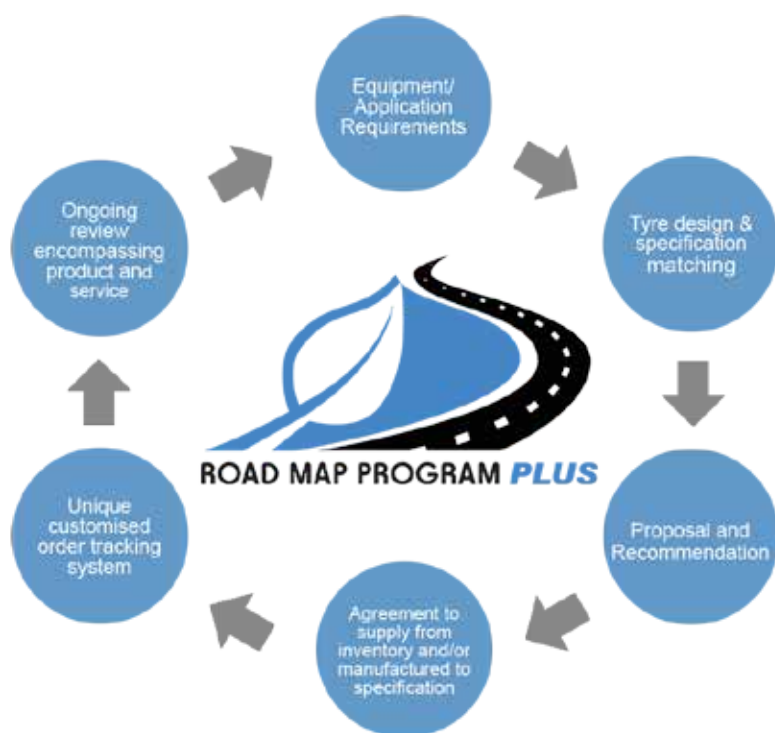 Equipment/
Application
Requirements
Tyre design &
specification
matching
Proposal and
Recommendation
Agreement to
supply from
inventory and/or
manufactured to
specification
Unique
customised
order tracking
system
Ongoing
review
encompassing
product and
service
ROAD MAP PROGRAM PLUS